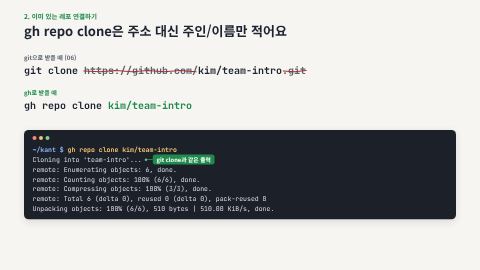 2. 이미 있는 레포 연결하기
gh repo clone은 주소 대신 주인/이름만 적어요
git으로 받을 때 (06)
git clone https://github.com/kim/team-intro.git
gh로 받을 때
gh repo clone kim/team-intro
~/kant $ gh repo clone kim/team-intro
Cloning into 'team-intro'... git clone과 같은 출력
remote: Enumerating objects: 6, done.
remote: Counting objects: 100% (6/6), done.
remote: Compressing objects: 100% (3/3), done.
remote: Total 6 (delta 0), reused 0 (delta 0), pack-reused 0
Unpacking objects: 100% (6/6), 510 bytes | 510.00 KiB/s, done.